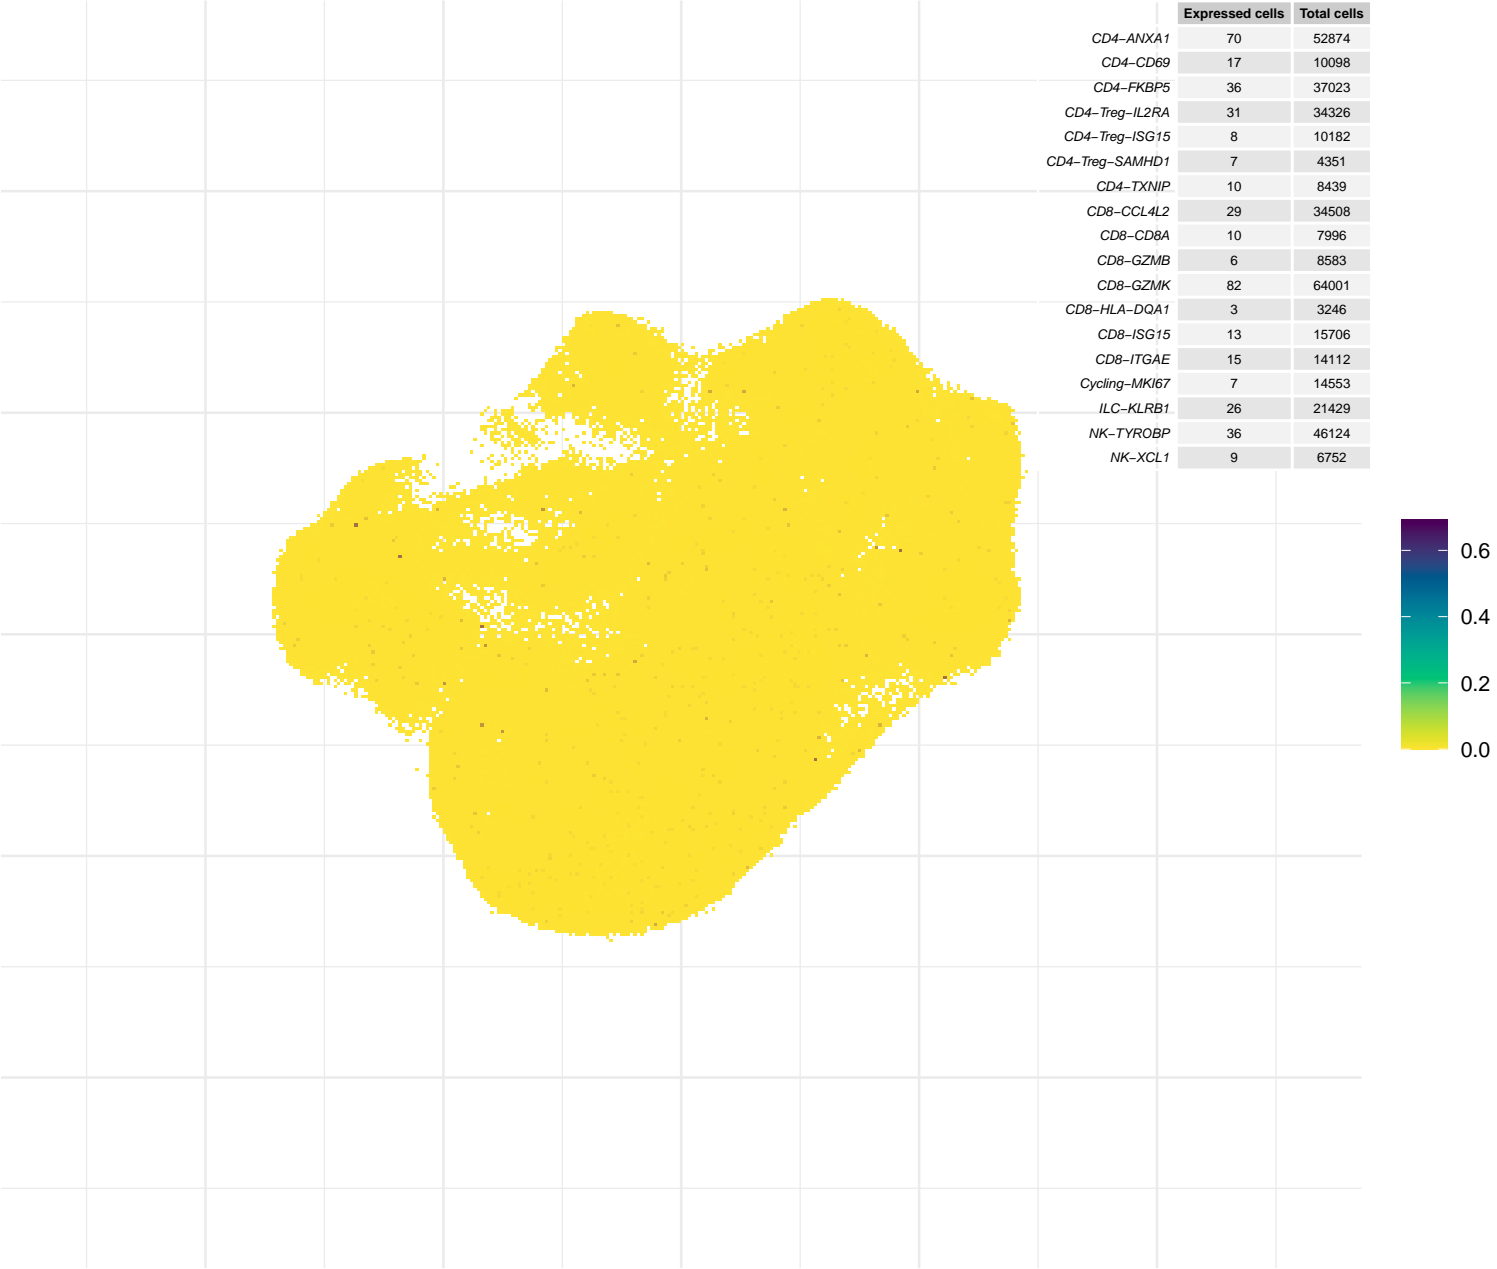 Expressed cells Total cells
CD4−ANXA1 70 52874
CD4−CD69 17 10098
CD4−FKBP5 36 37023
CD4−Treg−IL2RA 31 34326
CD4−Treg−ISG15 8 10182
CD4−Treg−SAMHD1 7 4351
CD4−TXNIP 10 8439
CD8−CCL4L2 29 34508
CD8−CD8A 10 7996
CD8−GZMB 6 8583
CD8−GZMK 82 64001
CD8−HLA−DQA1 3 3246
CD8−ISG15 13 15706
CD8−ITGAE 15 14112
Cycling−MKI67 7 14553
ILC−KLRB1 26 21429
NK−TYROBP 36 46124
NK−XCL1 9 6752
0.6
0.4
0.2
0.0